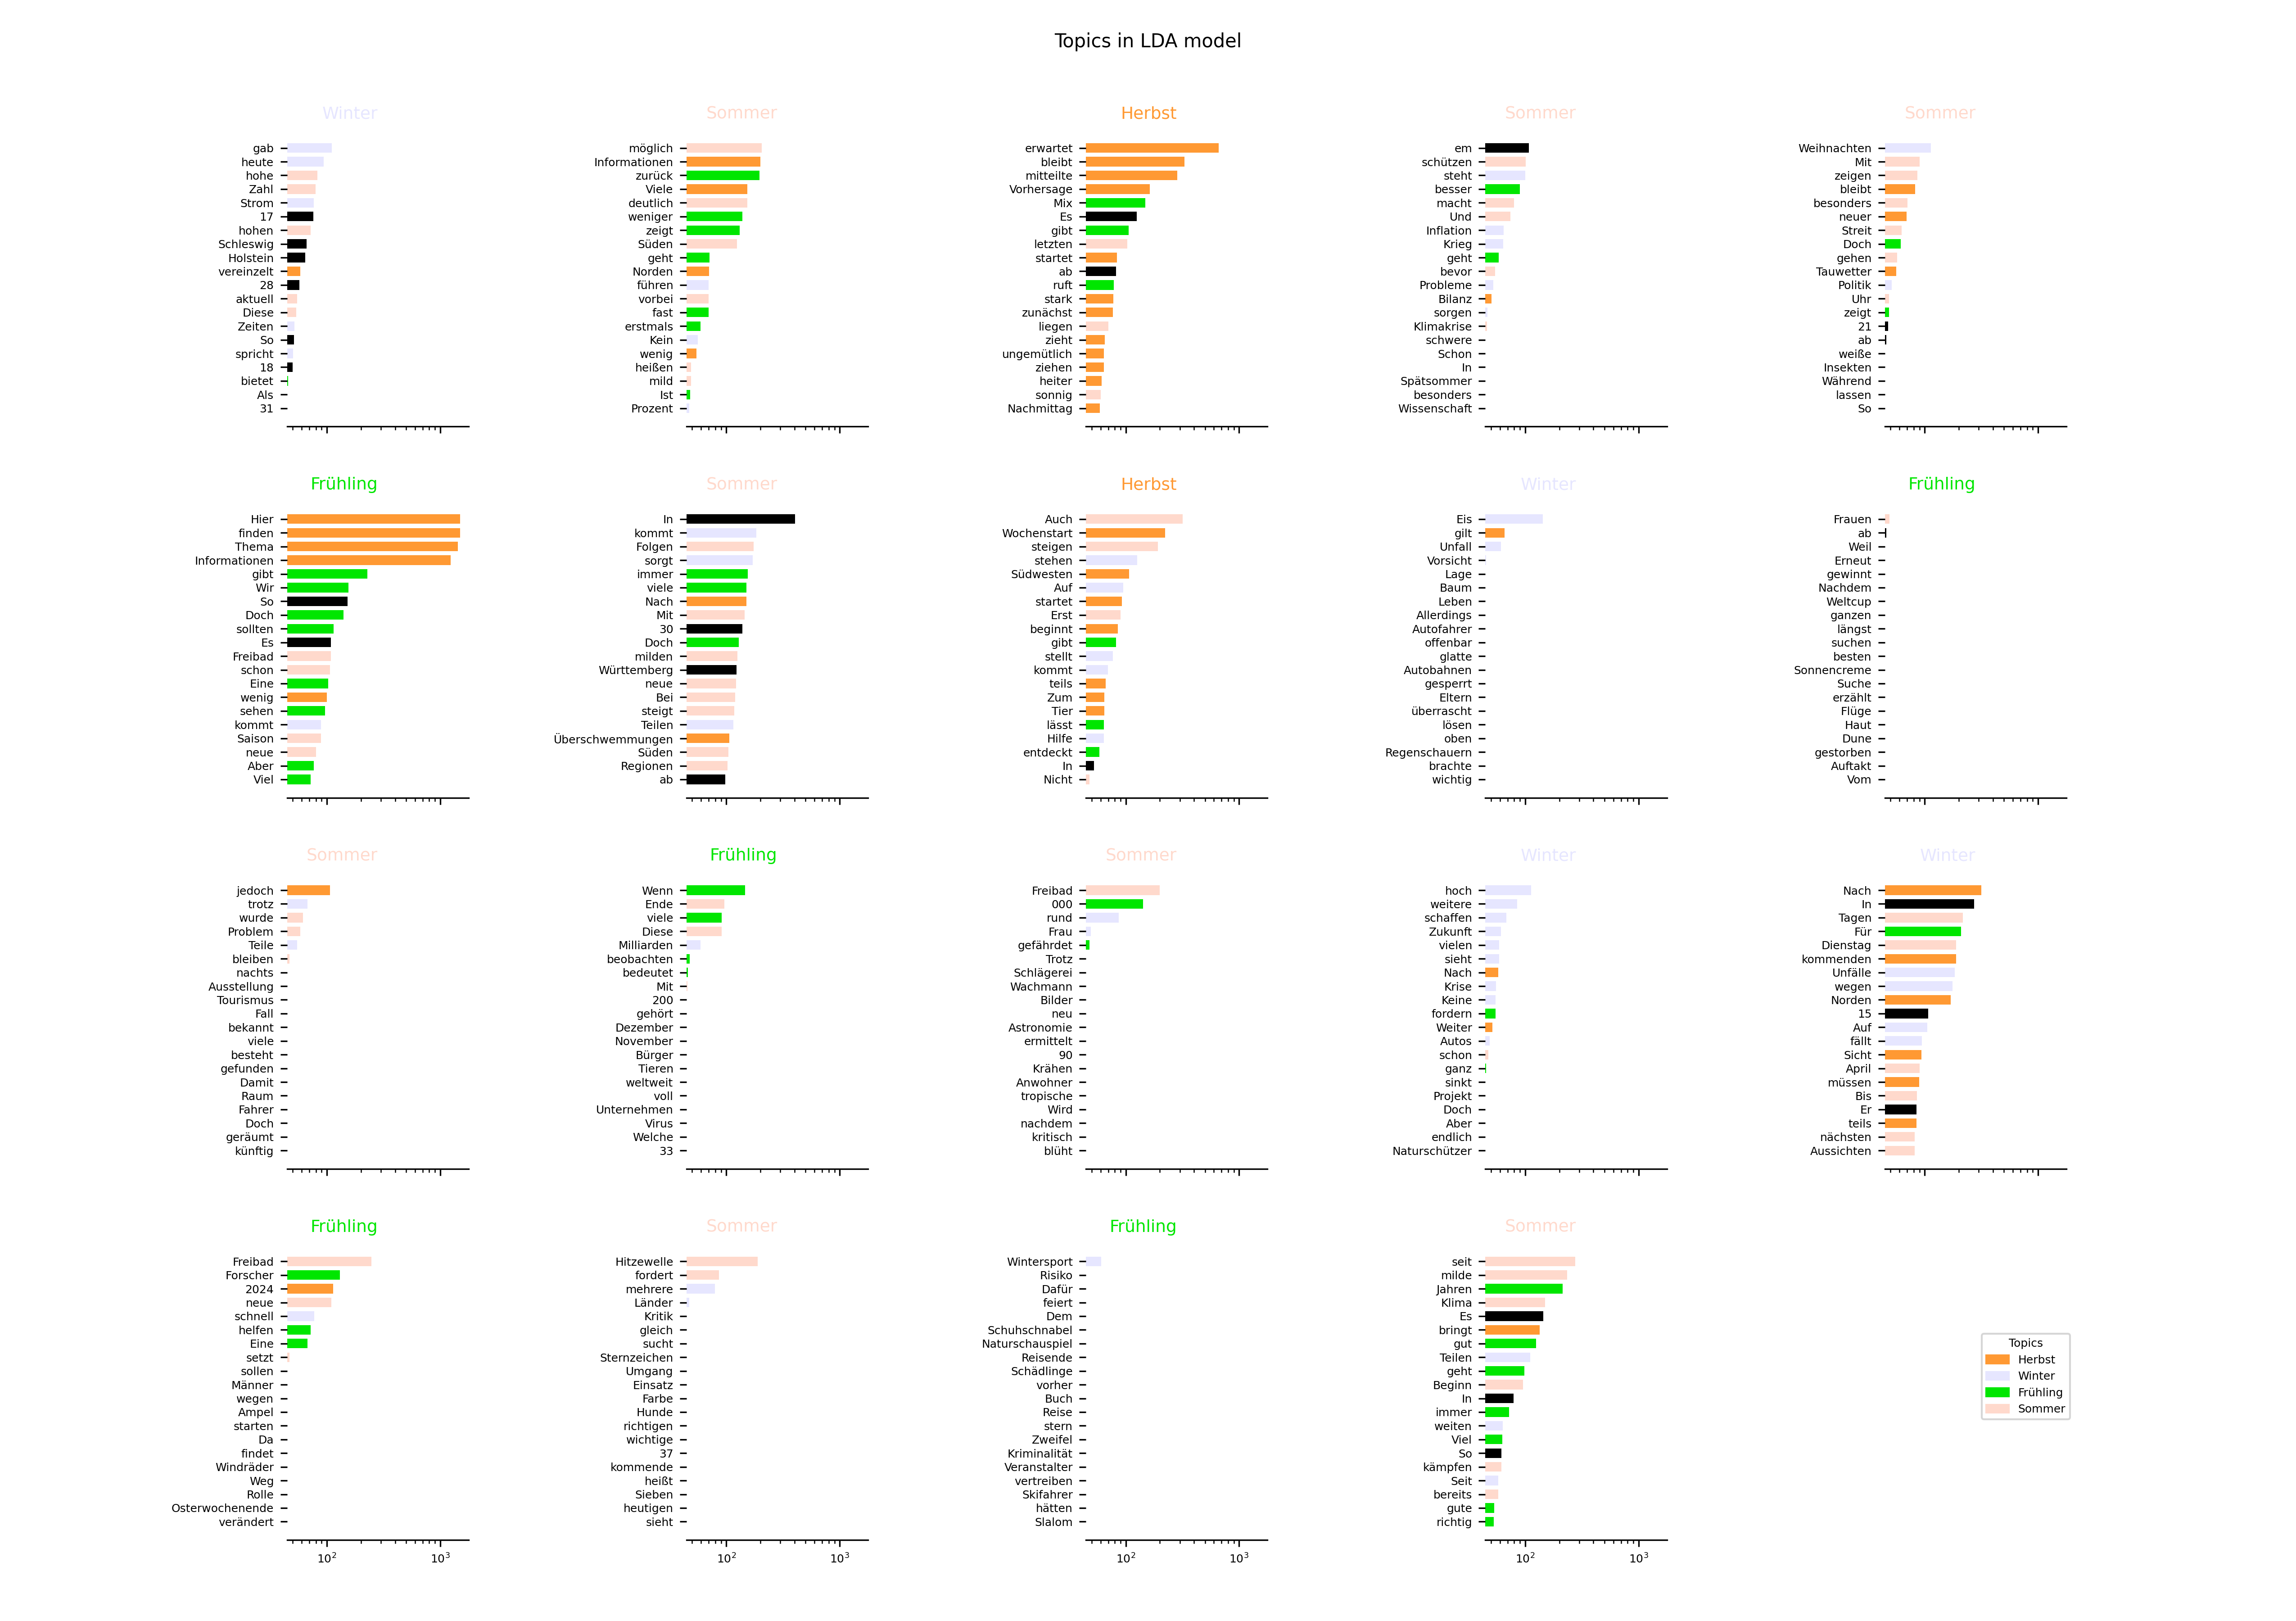 Topics in LDA model
Winter
gab
heute
hohe
Zahl
Strom
17
hohen
Schleswig
Holstein
vereinzelt
28
aktuell
Diese
Zeiten
So
spricht
18
bietet
Als
31
Sommer
möglich
Informationen
zurück
Viele
deutlich
weniger
zeigt
Süden
geht
Norden
führen
vorbei
fast
erstmals
Kein
wenig
heißen
mild
Ist
Prozent
Herbst
erwartet
bleibt
mitteilte
Vorhersage
Mix
Es
gibt
letzten
startet
ab
ruft
stark
zunächst
liegen
zieht
ungemütlich
ziehen
heiter
sonnig
Nachmittag
Sommer
em
schützen
steht
besser
macht
Und
Inflation
Krieg
geht
bevor
Probleme
Bilanz
sorgen
Klimakrise
schwere
Schon
In
Spätsommer
besonders
Wissenschaft
Sommer
Weihnachten
Mit
zeigen
bleibt
besonders
neuer
Streit
Doch
gehen
Tauwetter
Politik
Uhr
zeigt
21
ab
weiße
Insekten
Während
lassen
So
Frühling
Hier
finden
Thema
Informationen
gibt
Wir
So
Doch
sollten
Es
Freibad
schon
Eine
wenig
sehen
kommt
Saison
neue
Aber
Viel
Sommer
In
kommt
Folgen
sorgt
immer
viele
Nach
Mit
30
Doch
milden
Württemberg
neue
Bei
steigt
Teilen
Überschwemmungen
Süden
Regionen
ab
Herbst
Auch
Wochenstart
steigen
stehen
Südwesten
Auf
startet
Erst
beginnt
gibt
stellt
kommt
teils
Zum
Tier
lässt
Hilfe
entdeckt
In
Nicht
Winter
Eis
gilt
Unfall
Vorsicht
Lage
Baum
Leben
Allerdings
Autofahrer
offenbar
glatte
Autobahnen
gesperrt
Eltern
überrascht
lösen
oben
Regenschauern
brachte
wichtig
Frühling
Frauen
ab
Weil
Erneut
gewinnt
Nachdem
Weltcup
ganzen
längst
suchen
besten
Sonnencreme
Suche
erzählt
Flüge
Haut
Dune
gestorben
Auftakt
Vom
Sommer
jedoch
trotz
wurde
Problem
Teile
bleiben
nachts
Ausstellung
Tourismus
Fall
bekannt
viele
besteht
gefunden
Damit
Raum
Fahrer
Doch
geräumt
künftig
Frühling
Wenn
Ende
viele
Diese
Milliarden
beobachten
bedeutet
Mit
200
gehört
Dezember
November
Bürger
Tieren
weltweit
voll
Unternehmen
Virus
Welche
33
Sommer
Freibad
000
rund
Frau
gefährdet
Trotz
Schlägerei
Wachmann
Bilder
neu
Astronomie
ermittelt
90
Krähen
Anwohner
tropische
Wird
nachdem
kritisch
blüht
Winter
hoch
weitere
schaffen
Zukunft
vielen
sieht
Nach
Krise
Keine
fordern
Weiter
Autos
schon
ganz
sinkt
Projekt
Doch
Aber
endlich
Naturschützer
Winter
Nach
In
Tagen
Für
Dienstag
kommenden
Unfälle
wegen
Norden
15
Auf
fällt
Sicht
April
müssen
Bis
Er
teils
nächsten
Aussichten
Frühling
Freibad
Forscher
2024
neue
schnell
helfen
Eine
setzt
sollen
Männer
wegen
Ampel
starten
Da
findet
Windräder
Weg
Rolle
Osterwochenende
verändert
10² 10³
Sommer
Hitzewelle
fordert
mehrere
Länder
Kritik
gleich
sucht
Sternzeichen
Umgang
Einsatz
Farbe
Hunde
richtigen
wichtige
37
kommende
heißt
Sieben
heutigen
sieht
10² 10³
Frühling
Wintersport
Risiko
Dafür
feiert
Dem
Schuhschnabel
Naturschauspiel
Reisende
Schädlinge
vorher
Buch
Reise
stern
Zweifel
Kriminalität
Veranstalter
vertreiben
Skifahrer
hätten
Slalom
10² 10³
Sommer
seit
milde
Jahren
Klima
Es
bringt
gut
Teilen
geht
Beginn
In
immer
weiten
Viel
So
kämpfen
Seit
bereits
gute
richtig
10² 10³
Topics
Herbst
Winter
Frühling
Sommer